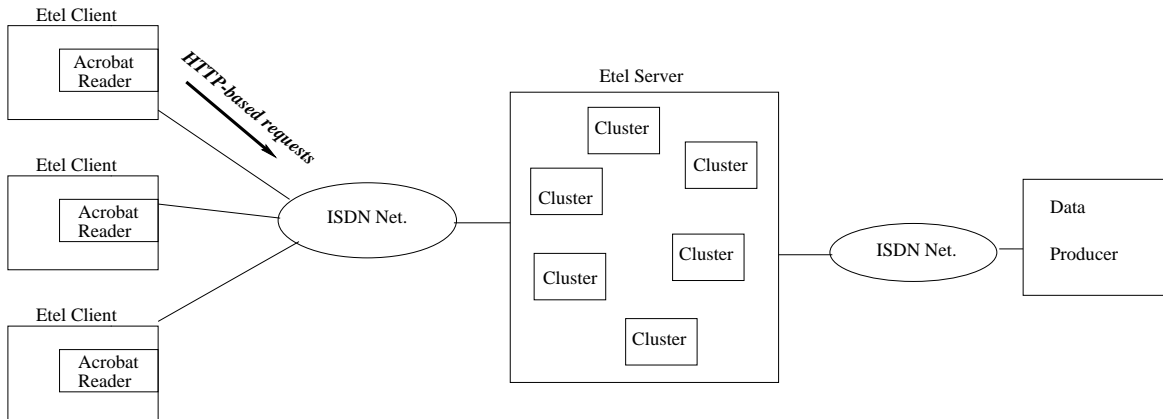 Etel Client
Acrobat
Reader
HTTP-based requests
Etel Client
Acrobat
Reader
Etel Client
Acrobat
Reader
ISDN Net.
Etel Server
Cluster
Cluster
Cluster
Cluster
Cluster
Cluster
ISDN Net.
Data
Producer